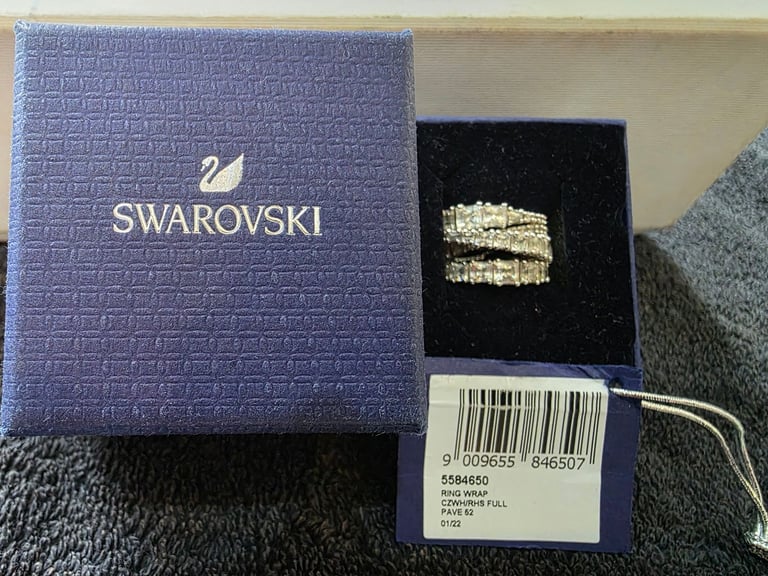 SWAROVSKI
9 009655 846507
5584650
RING WRAP
CZWH/RHS FULL
PAVE 52
01/22